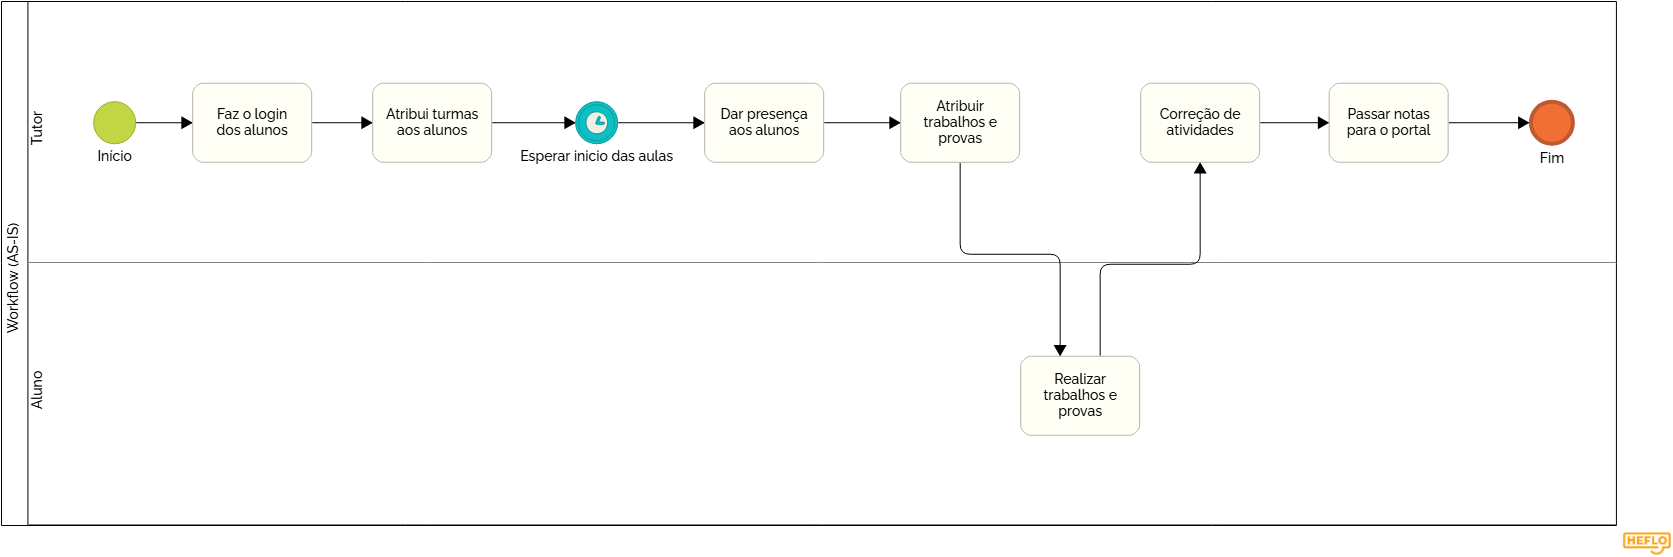 Workflow (AS-IS)
Tutor
Início
Faz o login
dos alunos
Atribui turmas
aos alunos
Esperar inicio das aulas
Dar presença
aos alunos
Atribuir
trabalhos e
provas
Correção de
atividades
Passar notas
para o portal
Fim
Aluno
Realizar
trabalhos e
provas
HEFLO